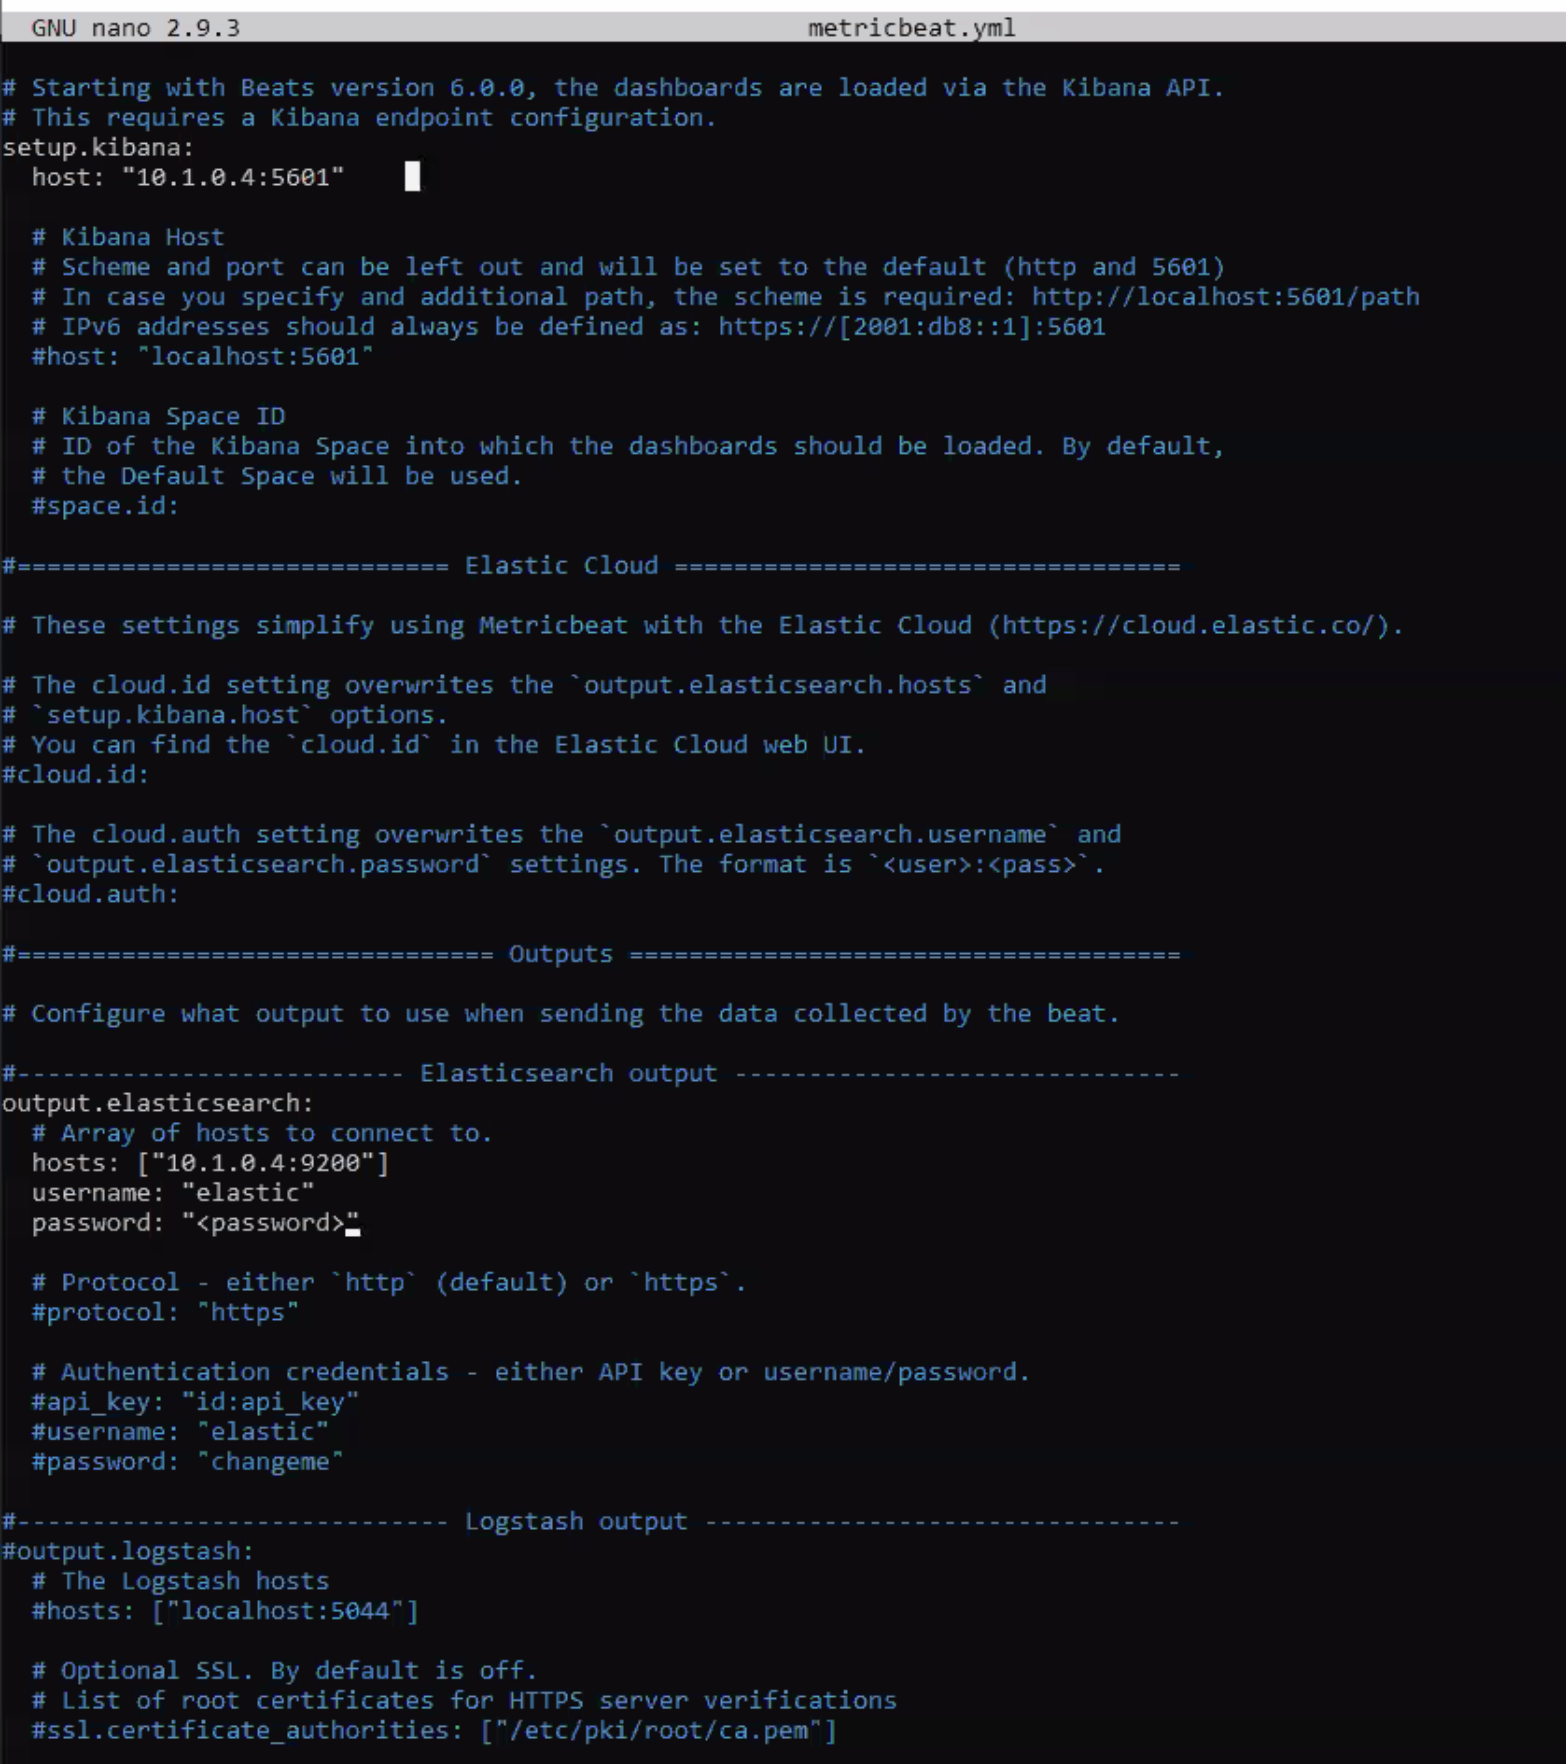 GNU nano 2.9.3 metricbeat.yml
# Starting with Beats version 6.0.0, the dashboards are loaded via the Kibana API.
# This requires a Kibana endpoint configuration.
setup.kibana:
  host: "10.1.0.4:5601"
  # Kibana Host
  # Scheme and port can be left out and will be set to the default (http and 5601)
  # In case you specify and additional path, the scheme is required: http://localhost:5601/path
  # IPv6 addresses should always be defined as: https://[2001:db8::1]:5601
  #host: "localhost:5601"
  # Kibana Space ID
  # ID of the Kibana Space into which the dashboards should be loaded. By default,
  # the Default Space will be used.
  #space.id:
#============================= Elastic Cloud ==================================
# These settings simplify using Metricbeat with the Elastic Cloud (https://cloud.elastic.co/).
# The cloud.id setting overwrites the `output.elasticsearch.hosts` and
# `setup.kibana.host` options.
# You can find the `cloud.id` in the Elastic Cloud web UI.
#cloud.id:
# The cloud.auth setting overwrites the `output.elasticsearch.username` and
# `output.elasticsearch.password` settings. The format is `<user>:<pass>`.
#cloud.auth:
#================================ Outputs =====================================
# Configure what output to use when sending the data collected by the beat.
#-------------------------- Elasticsearch output ------------------------------
output.elasticsearch:
  # Array of hosts to connect to.
  hosts: ["10.1.0.4:9200"]
  username: "elastic"
  password: "<password>"
  # Protocol - either `http` (default) or `https`.
  #protocol: "https"
  # Authentication credentials - either API key or username/password.
  #api_key: "id:api_key"
  #username: "elastic"
  #password: "changeme"
#----------------------------- Logstash output --------------------------------
#output.logstash:
  # The Logstash hosts
  #hosts: ["localhost:5044"]
  # Optional SSL. By default is off.
  # List of root certificates for HTTPS server verifications
  #ssl.certificate_authorities: ["/etc/pki/root/ca.pem"]